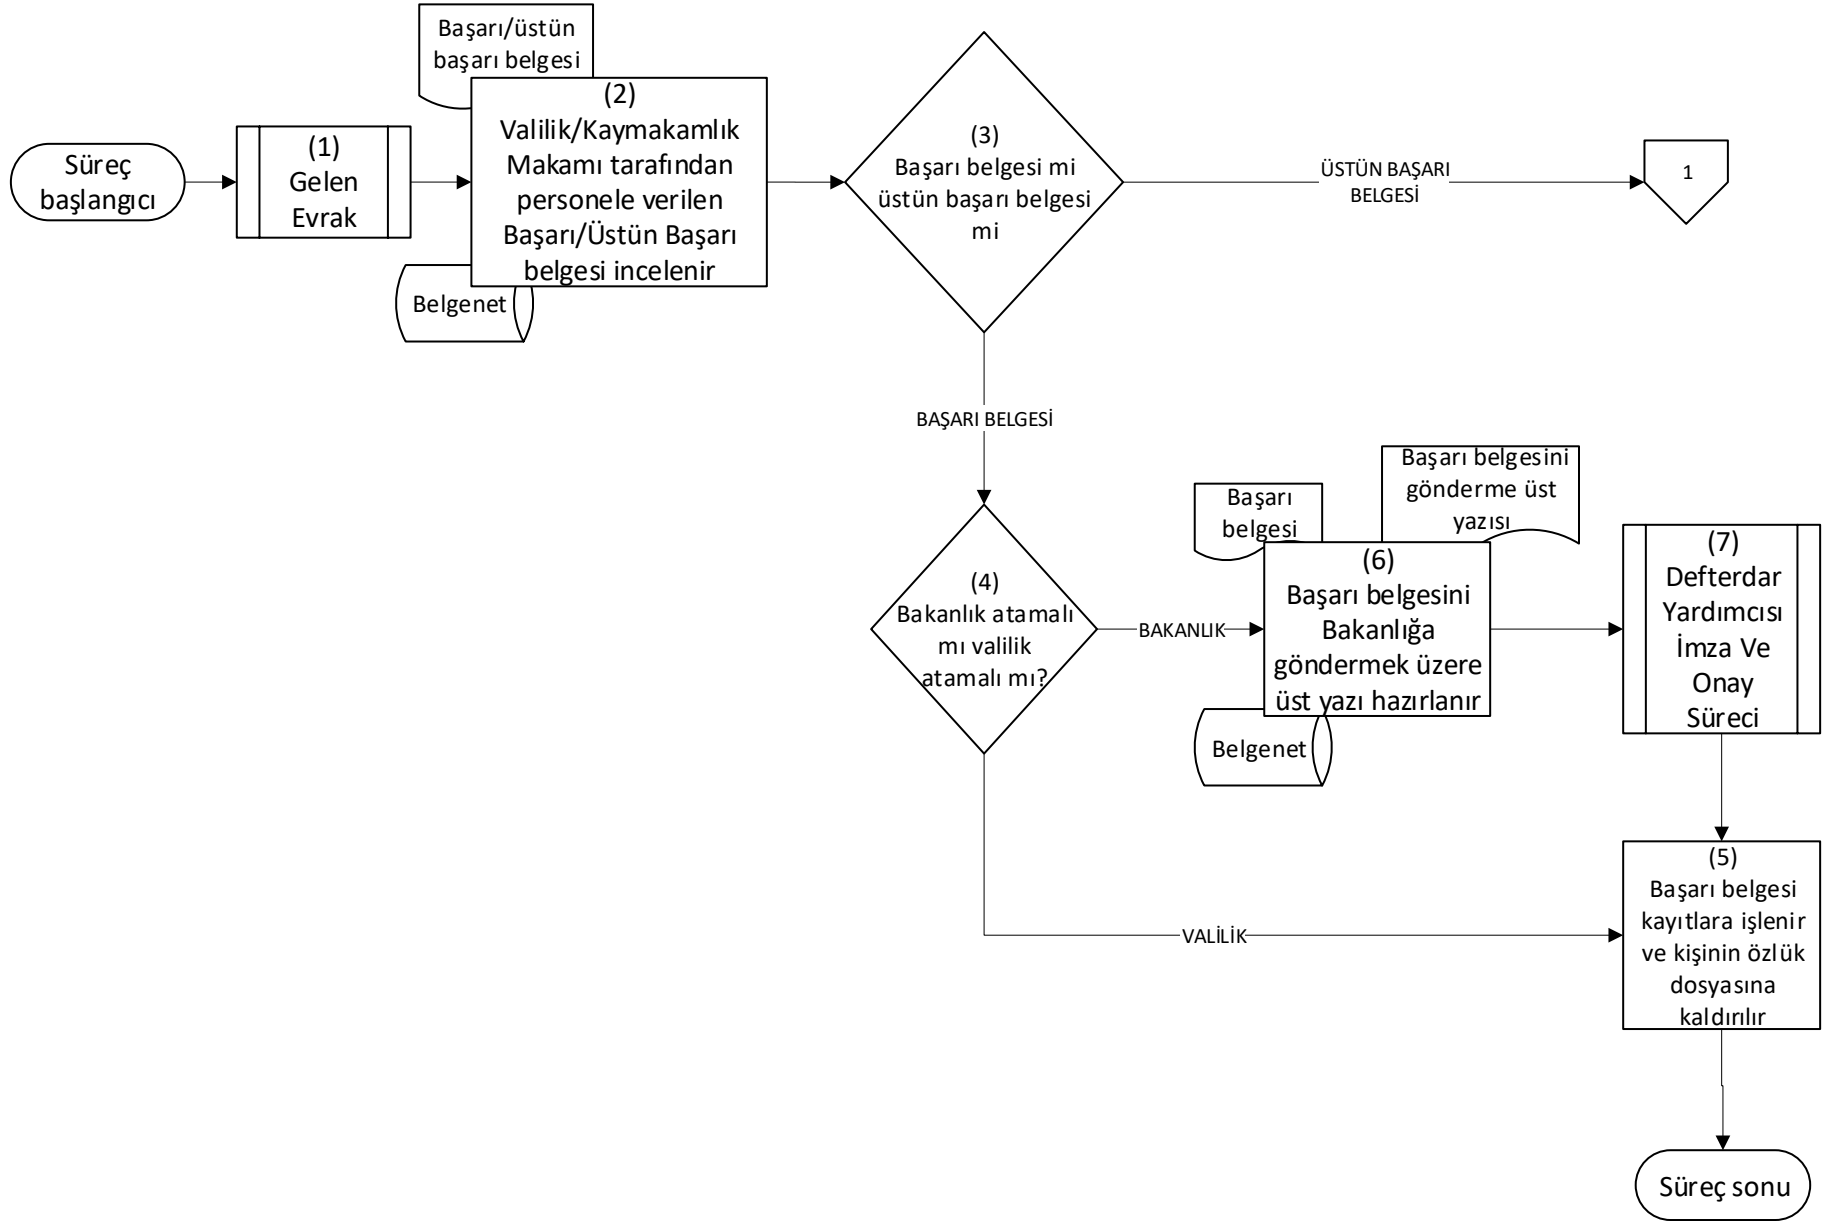 Süreç
başlangıcı
(1)
Gelen
Evrak
Başarı/üstün
başarı belgesi
(2)
Valilik/Kaymakamlık
Makamı tarafından
personele verilen
Başarı/Üstün Başarı
belgesi incelenir
Belgenet
(3)
Başarı belgesi mi
üstün başarı belgesi
mi
ÜSTÜN BAŞARI
BELGESİ
1
BAŞARI BELGESİ
(4)
Bakanlık atamalı
mı valilik
atamalı mı?
BAKANLIK
Başarı
belgesi
Başarı belgesini
gönderme üst
yazısı
(6)
Başarı belgesini
Bakanlığa
göndermek üzere
üst yazı hazırlanır
Belgenet
(7)
Defterdar
Yardımcısı
İmza Ve
Onay
Süreci
VALİLİK
(5)
Başarı belgesi
kayıtlara işlenir
ve kişinin özlük
dosyasına
kaldırılır
Süreç sonu